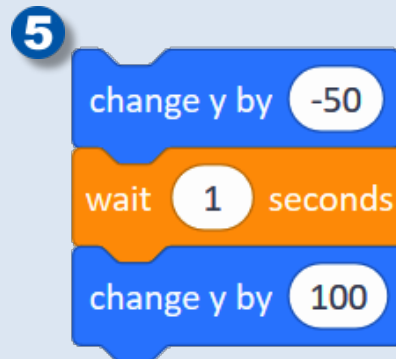 5
change y by -50
wait 1 seconds
change y by 100